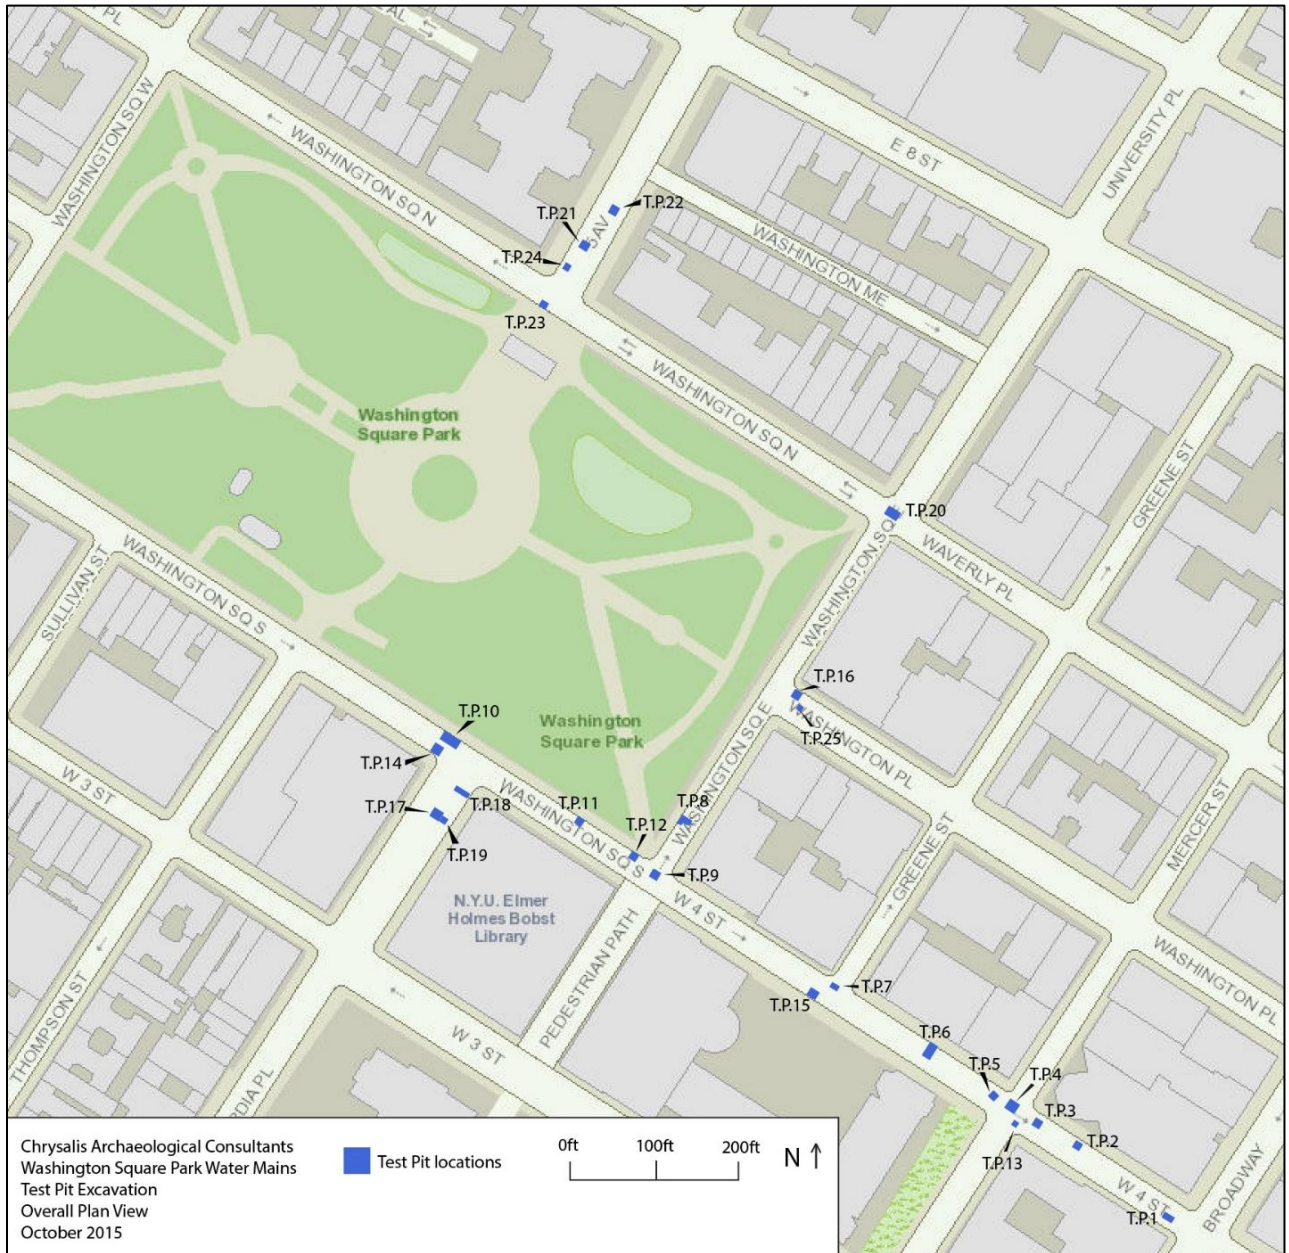 PL
AL
WASHINGTON SQ W
WASHINGTON SQ N
E 8 ST
UNIVERSITY PL
T.P.22
T.P.21
5 AV
T.P.24
WASHINGTON ME
T.P.23
WASHINGTON SQ N
Washington
Square Park
GREENE ST
T.P.20
WASHINGTON SQ E
WAVERLY PL
SULLIVAN ST
WASHINGTON SQ S
T.P.16
T.P.25
WASHINGTON PL
WASHINGTON SQ E
T.P.10
Washington
Square Park
T.P.14
W 3 ST
T.P.17
T.P.18
T.P.19
WASHINGTON SQ S
T.P.11
T.P.12
T.P.8
T.P.9
MERCER ST
GREENE ST
N.Y.U. Elmer
Holmes Bobst
Library
W 4 ST
PEDESTRIAN PATH
WASHINGTON PL
T.P.7
T.P.15
THOMPSON ST
W 3 ST
T.P.6
T.P.5
T.P.4
T.P.3
T.P.2
T.P.13
RDIA PL
W 4 ST
T.P.1
BROADWAY
Chrysalis Archaeological Consultants
Washington Square Park Water Mains
Test Pit Excavation
Overall Plan View
October 2015
Test Pit locations
0ft 100ft 200ft
N ↑